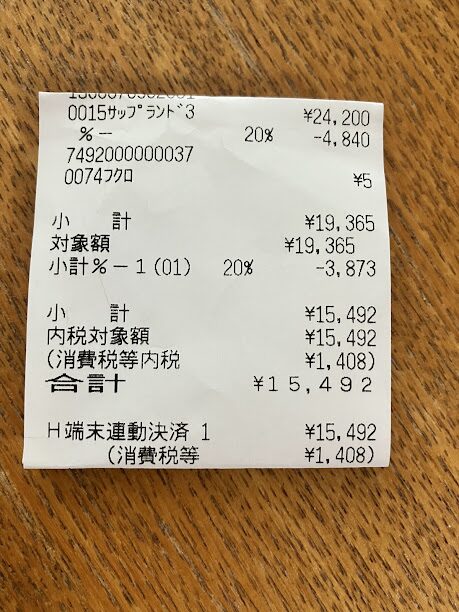 0015ｻｯﾌﾟﾗﾝﾄﾞ3 ¥24,200
%- 20% -4,840
7492000000037
0074ﾌｸﾛ ¥5
小 計 ¥19,365
対象額 ¥19,365
小計%-1(01) 20% -3,873
小 計 ¥15,492
内税対象額 ¥15,492
(消費税等内税 ¥1,408)
合計 ¥15,492
H端末連動決済 1 ¥15,492
(消費税等 ¥1,408)